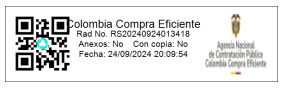 Colombia Compra Eficiente
Rad No. RS20240924013418
Anexos: No Con copia: No
Fecha: 24/09/2024 20:09:54
Agencia Nacional
de Contratación Pública
Colombia Compra Eficiente